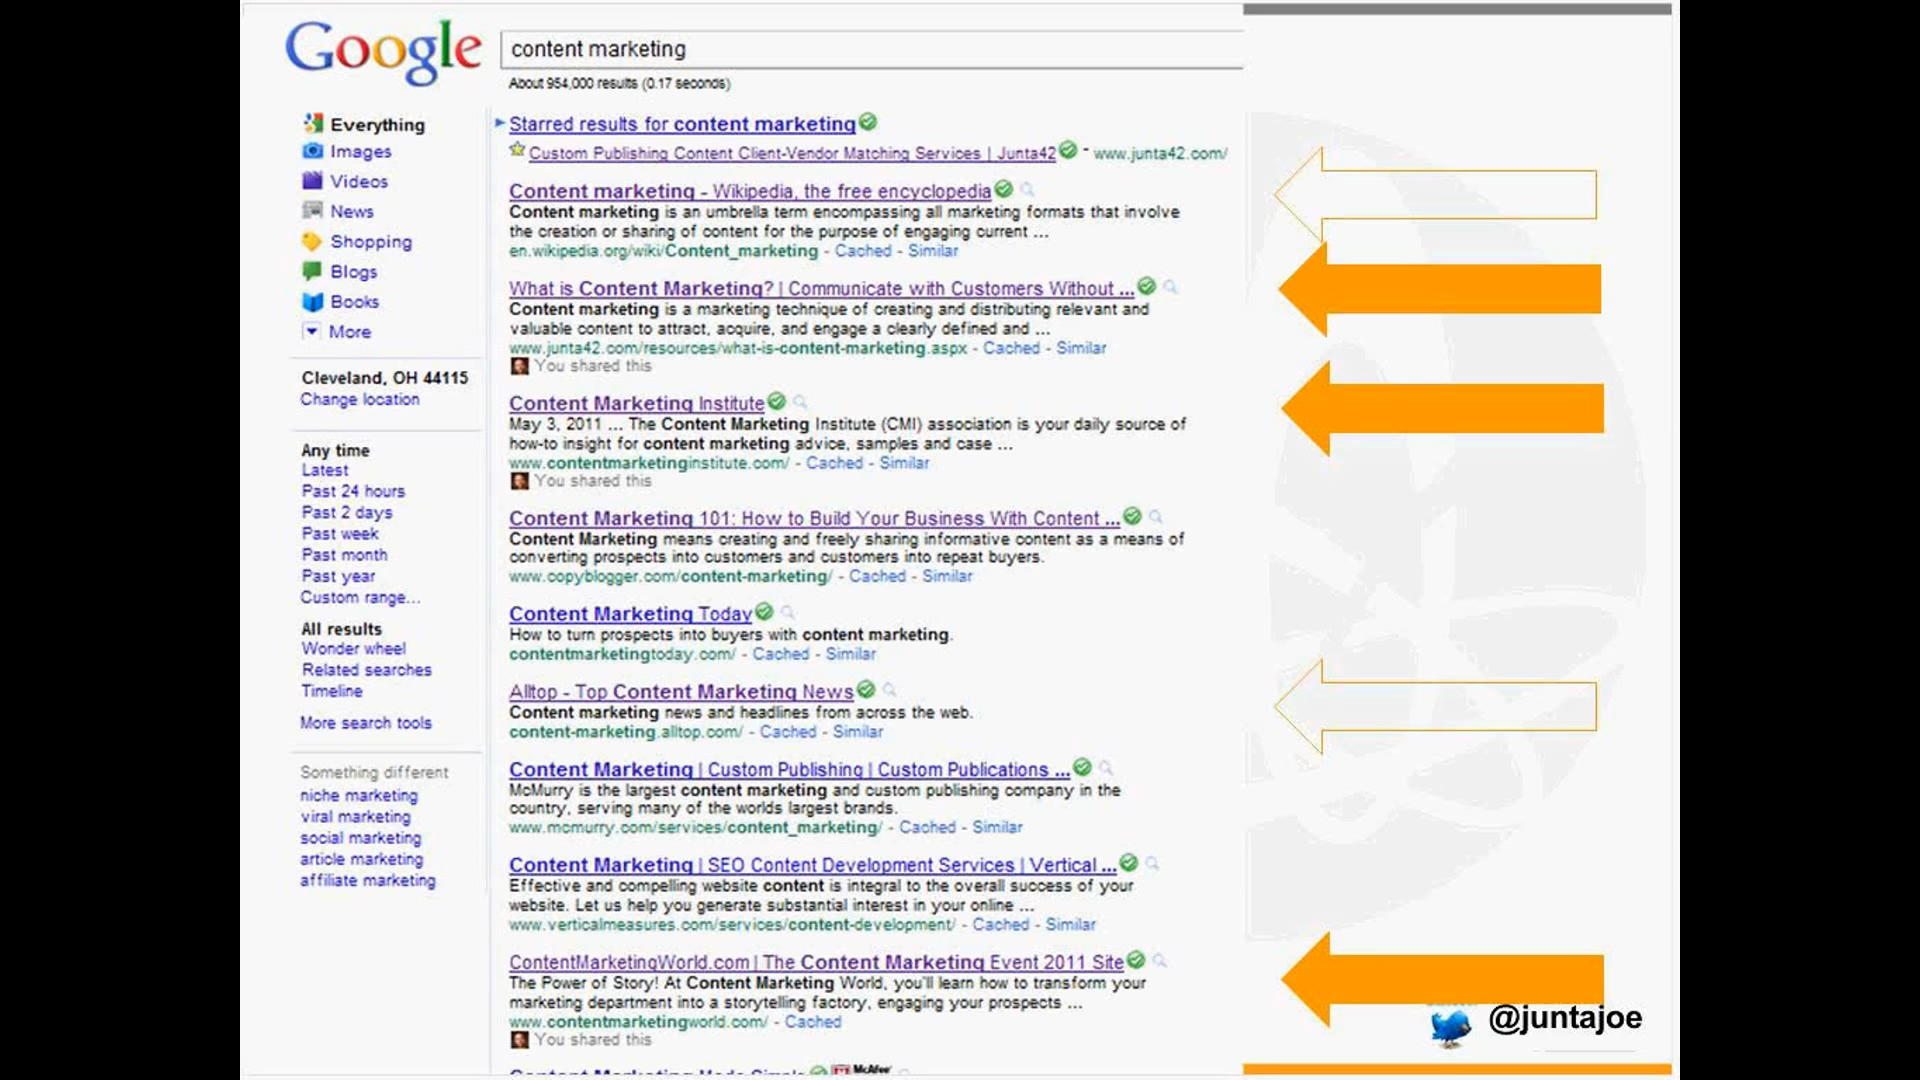 Google
content marketing
About 954,000 results (0.17 seconds)
Everything
Images
Videos
News
Shopping
Blogs
Books
More
Cleveland, OH 44115
Change location
Any time
Latest
Past 24 hours
Past 2 days
Past week
Past month
Past year
Custom range...
All results
Wonder wheel
Related searches
Timeline
More search tools
Something different
niche marketing
viral marketing
social marketing
article marketing
affiliate marketing
Starred results for content marketing
Custom Publishing Content Client-Vendor Matching Services | Junta42 - www.junta42.com/
Content marketing - Wikipedia, the free encyclopedia
Content marketing is an umbrella term encompassing all marketing formats that involve
the creation or sharing of content for the purpose of engaging current ...
en.wikipedia.org/wiki/Content_marketing - Cached - Similar
What is Content Marketing? | Communicate with Customers Without ...
Content marketing is a marketing technique of creating and distributing relevant and
valuable content to attract, acquire, and engage a clearly defined and ...
www.junta42.com/resources/what-is-content-marketing.aspx - Cached - Similar
You shared this
Content Marketing Institute
May 3, 2011 ... The Content Marketing Institute (CMI) association is your daily source of
how-to insight for content marketing advice, samples and case ...
www.contentmarketinginstitute.com/ - Cached - Similar
You shared this
Content Marketing 101: How to Build Your Business With Content ...
Content Marketing means creating and freely sharing informative content as a means of
converting prospects into customers and customers into repeat buyers.
www.copyblogger.com/content-marketing/ - Cached - Similar
Content Marketing Today
How to turn prospects into buyers with content marketing.
contentmarketingtoday.com/ - Cached - Similar
Alltop - Top Content Marketing News
Content marketing news and headlines from across the web.
content-marketing.alltop.com/ - Cached - Similar
Content Marketing | Custom Publishing | Custom Publications ...
McMurry is the largest content marketing and custom publishing company in the
country, serving many of the worlds largest brands.
www.mcmurry.com/services/content_marketing/ - Cached - Similar
Content Marketing | SEO Content Development Services | Vertical ...
Effective and compelling website content is integral to the overall success of your
website. Let us help you generate substantial interest in your online ...
www.verticalmeasures.com/services/content-development/ - Cached - Similar
ContentMarketingWorld.com | The Content Marketing Event 2011 Site
The Power of Story! At Content Marketing World, you'll learn how to transform your
marketing department into a storytelling factory, engaging your prospects ...
www.contentmarketingworld.com/ - Cached
You shared this
Content Marketing Made Simple McAfee
@juntajoe